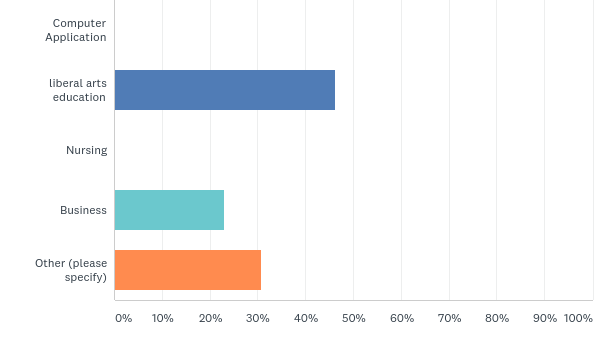 Computer
Application
liberal arts
education
Nursing
Business
Other (please
specify)
0% 10% 20% 30% 40% 50% 60% 70% 80% 90% 100%